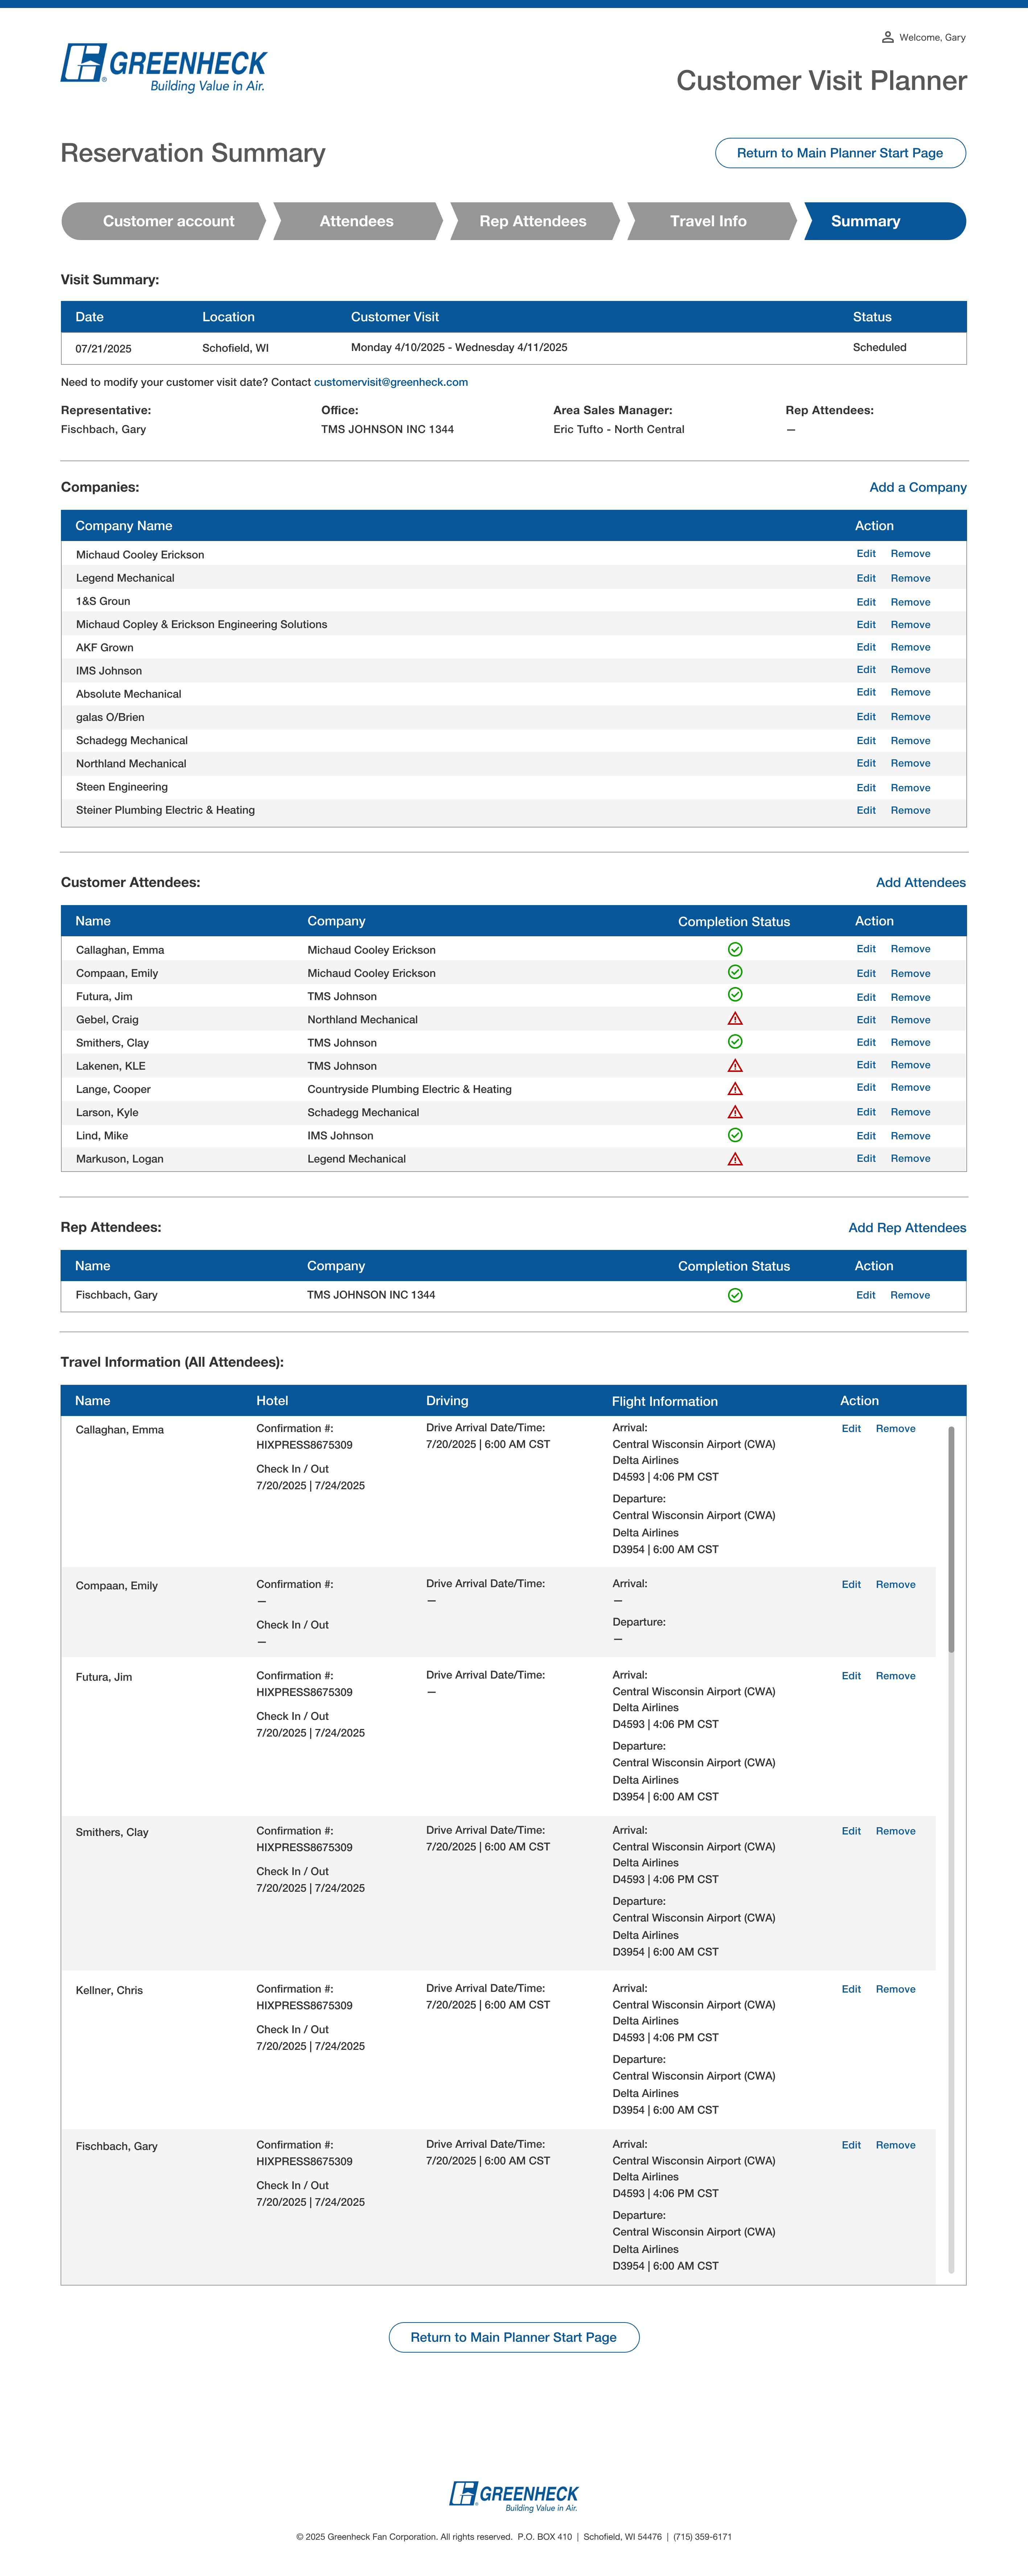 Welcome, Gary
GREENHECK
Building Value in Air.
Customer Visit Planner
Reservation Summary
Return to Main Planner Start Page
Customer account
Attendees
Rep Attendees
Travel Info
Summary
Visit Summary:
Date Location Customer Visit Status
07/21/2025 Schofield, WI Monday 4/10/2025 - Wednesday 4/11/2025 Scheduled
Need to modify your customer visit date? Contact customervisit@greenheck.com
Representative: Office: Area Sales Manager: Rep Attendees:
Fischbach, Gary TMS JOHNSON INC 1344 Eric Tufto - North Central —
Companies: Add a Company
Company Name Action
Michaud Cooley Erickson Edit Remove
Legend Mechanical Edit Remove
1&S Groun Edit Remove
Michaud Copley & Erickson Engineering Solutions Edit Remove
AKF Grown Edit Remove
IMS Johnson Edit Remove
Absolute Mechanical Edit Remove
galas O/Brien Edit Remove
Schadegg Mechanical Edit Remove
Northland Mechanical Edit Remove
Steen Engineering Edit Remove
Steiner Plumbing Electric & Heating Edit Remove
Customer Attendees: Add Attendees
Name Company Completion Status Action
Callaghan, Emma Michaud Cooley Erickson Edit Remove
Compaan, Emily Michaud Cooley Erickson Edit Remove
Futura, Jim TMS Johnson Edit Remove
Gebel, Craig Northland Mechanical Edit Remove
Smithers, Clay TMS Johnson Edit Remove
Lakenen, KLE TMS Johnson Edit Remove
Lange, Cooper Countryside Plumbing Electric & Heating Edit Remove
Larson, Kyle Schadegg Mechanical Edit Remove
Lind, Mike IMS Johnson Edit Remove
Markuson, Logan Legend Mechanical Edit Remove
Rep Attendees: Add Rep Attendees
Name Company Completion Status Action
Fischbach, Gary TMS JOHNSON INC 1344 Edit Remove
Travel Information (All Attendees):
Name Hotel Driving Flight Information Action
Callaghan, Emma Confirmation #: Drive Arrival Date/Time: Arrival: Edit Remove
HIXPRESS8675309 7/20/2025 | 6:00 AM CST Central Wisconsin Airport (CWA)
Delta Airlines
Check In / Out D4593 | 4:06 PM CST
7/20/2025 | 7/24/2025
Departure:
Central Wisconsin Airport (CWA)
Delta Airlines
D3954 | 6:00 AM CST
Compaan, Emily Confirmation #: Drive Arrival Date/Time: Arrival: Edit Remove
— — —
Check In / Out Departure:
— —
Futura, Jim Confirmation #: Drive Arrival Date/Time: Arrival: Edit Remove
HIXPRESS8675309 — Central Wisconsin Airport (CWA)
Delta Airlines
Check In / Out D4593 | 4:06 PM CST
7/20/2025 | 7/24/2025
Departure:
Central Wisconsin Airport (CWA)
Delta Airlines
D3954 | 6:00 AM CST
Smithers, Clay Confirmation #: Drive Arrival Date/Time: Arrival: Edit Remove
HIXPRESS8675309 7/20/2025 | 6:00 AM CST Central Wisconsin Airport (CWA)
Delta Airlines
Check In / Out D4593 | 4:06 PM CST
7/20/2025 | 7/24/2025
Departure:
Central Wisconsin Airport (CWA)
Delta Airlines
D3954 | 6:00 AM CST
Kellner, Chris Confirmation #: Drive Arrival Date/Time: Arrival: Edit Remove
HIXPRESS8675309 7/20/2025 | 6:00 AM CST Central Wisconsin Airport (CWA)
Delta Airlines
Check In / Out D4593 | 4:06 PM CST
7/20/2025 | 7/24/2025
Departure:
Central Wisconsin Airport (CWA)
Delta Airlines
D3954 | 6:00 AM CST
Fischbach, Gary Confirmation #: Drive Arrival Date/Time: Arrival: Edit Remove
HIXPRESS8675309 7/20/2025 | 6:00 AM CST Central Wisconsin Airport (CWA)
Delta Airlines
Check In / Out D4593 | 4:06 PM CST
7/20/2025 | 7/24/2025
Departure:
Central Wisconsin Airport (CWA)
Delta Airlines
D3954 | 6:00 AM CST
Return to Main Planner Start Page
GREENHECK
Building Value in Air.
© 2025 Greenheck Fan Corporation. All rights reserved. P.O. BOX 410 | Schofield, WI 54476 | (715) 359-6171